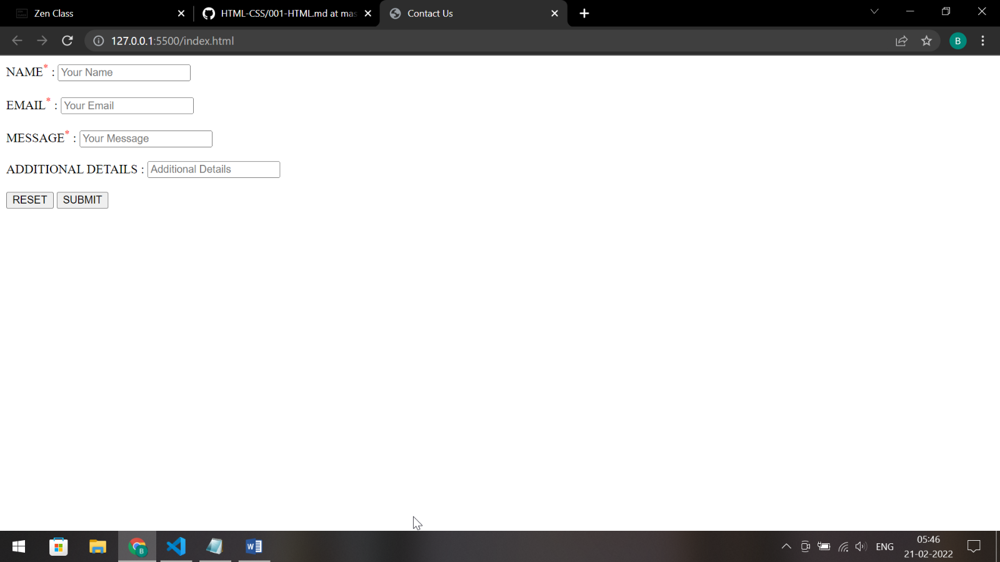 Zen Class
HTML-CSS/001-HTML.md at mas
Contact Us
127.0.0.1:5500/index.html
B
NAME* : Your Name
EMAIL* : Your Email
MESSAGE* : Your Message
ADDITIONAL DETAILS : Additional Details
RESET SUBMIT
B
W
ENG
05:46
21-02-2022